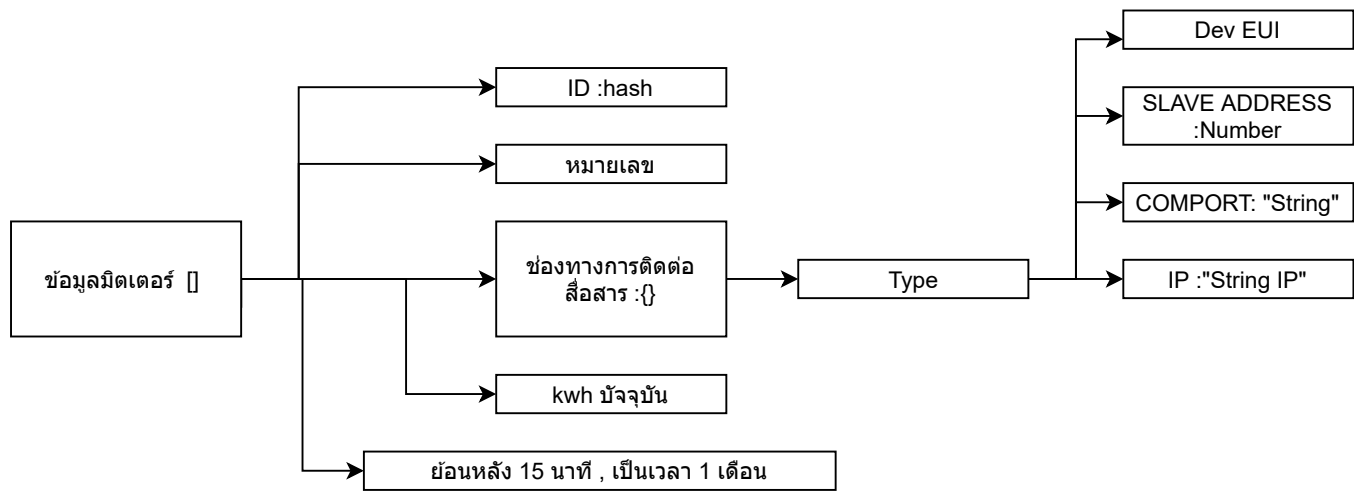 Dev EUI
ID :hash
SLAVE ADDRESS
:Number
หมายเลข
COMPORT: "String"
ข้อมูลมิตเตอร์ []
ช่องทางการติดต่อ
สื่อสาร :{}
Type
IP :"String IP"
kwh ปัจจุบัน
ย้อนหลัง 15 นาที , เป็นเวลา 1 เดือน